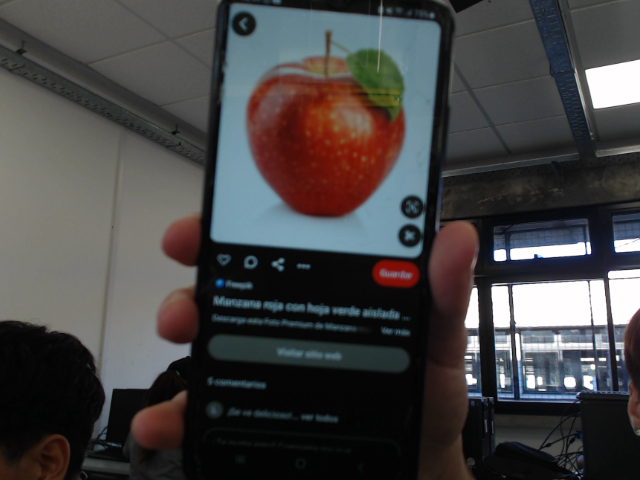 Guardar
Freepik
Manzana roja con hoja verde aislada ...
Descarga esta Foto Premium de Manzana Ver más
Visitar sitio web
5 comentarios
¡Se ve delicioso!... ver todos